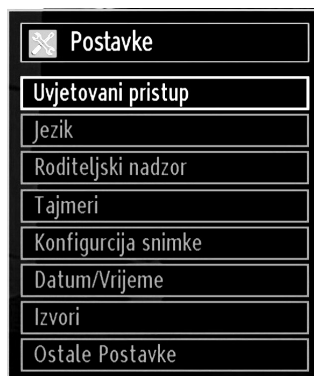 Postavke
Uvjetovani pristup
Jezik
Roditeljski nadzor
Tajmeri
Konfigurcija snimke
Datum/Vrijeme
Izvori
Ostale Postavke